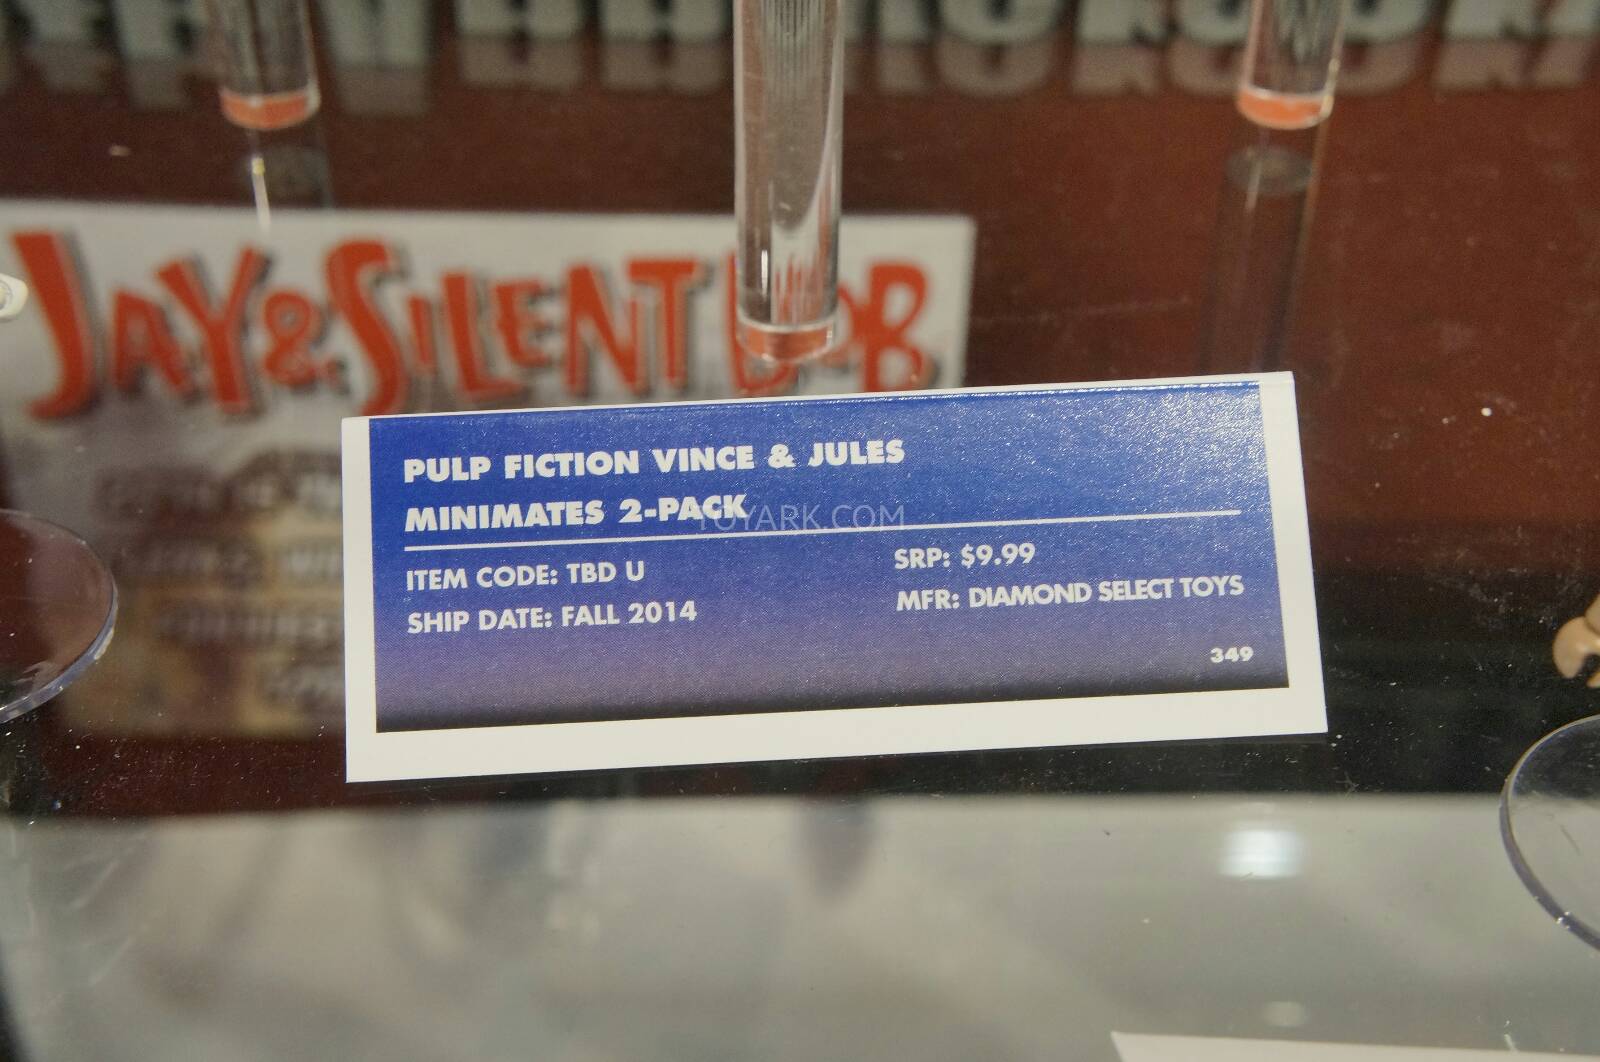 JAY & SILENT BOB
PULP FICTION VINCE & JULES
MINIMATES 2-PACK
TOYARK.COM
ITEM CODE: TBD U
SRP: $9.99
SHIP DATE: FALL 2014
MFR: DIAMOND SELECT TOYS
349